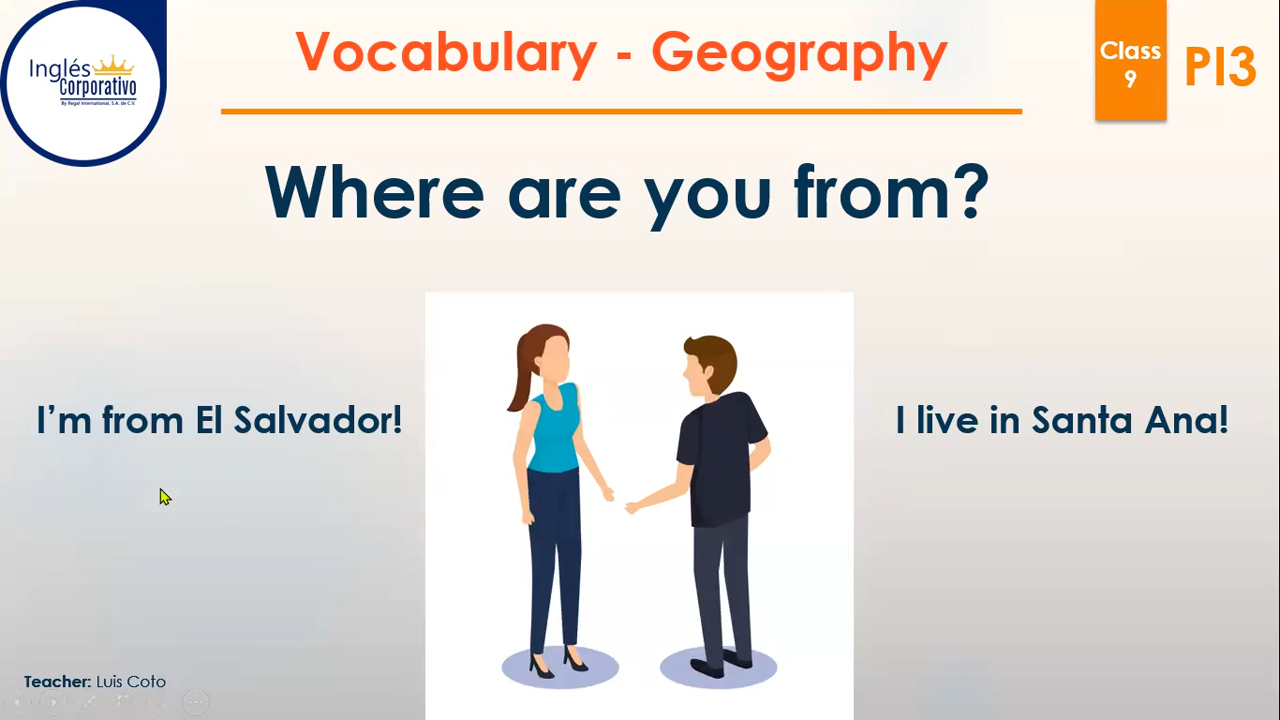 Inglés
Corporativo
By Regal International, S.A. de C.V.
Vocabulary - Geography
Class
9
PI3
Where are you from?
I'm from El Salvador!
I live in Santa Ana!
Teacher: Luis Coto